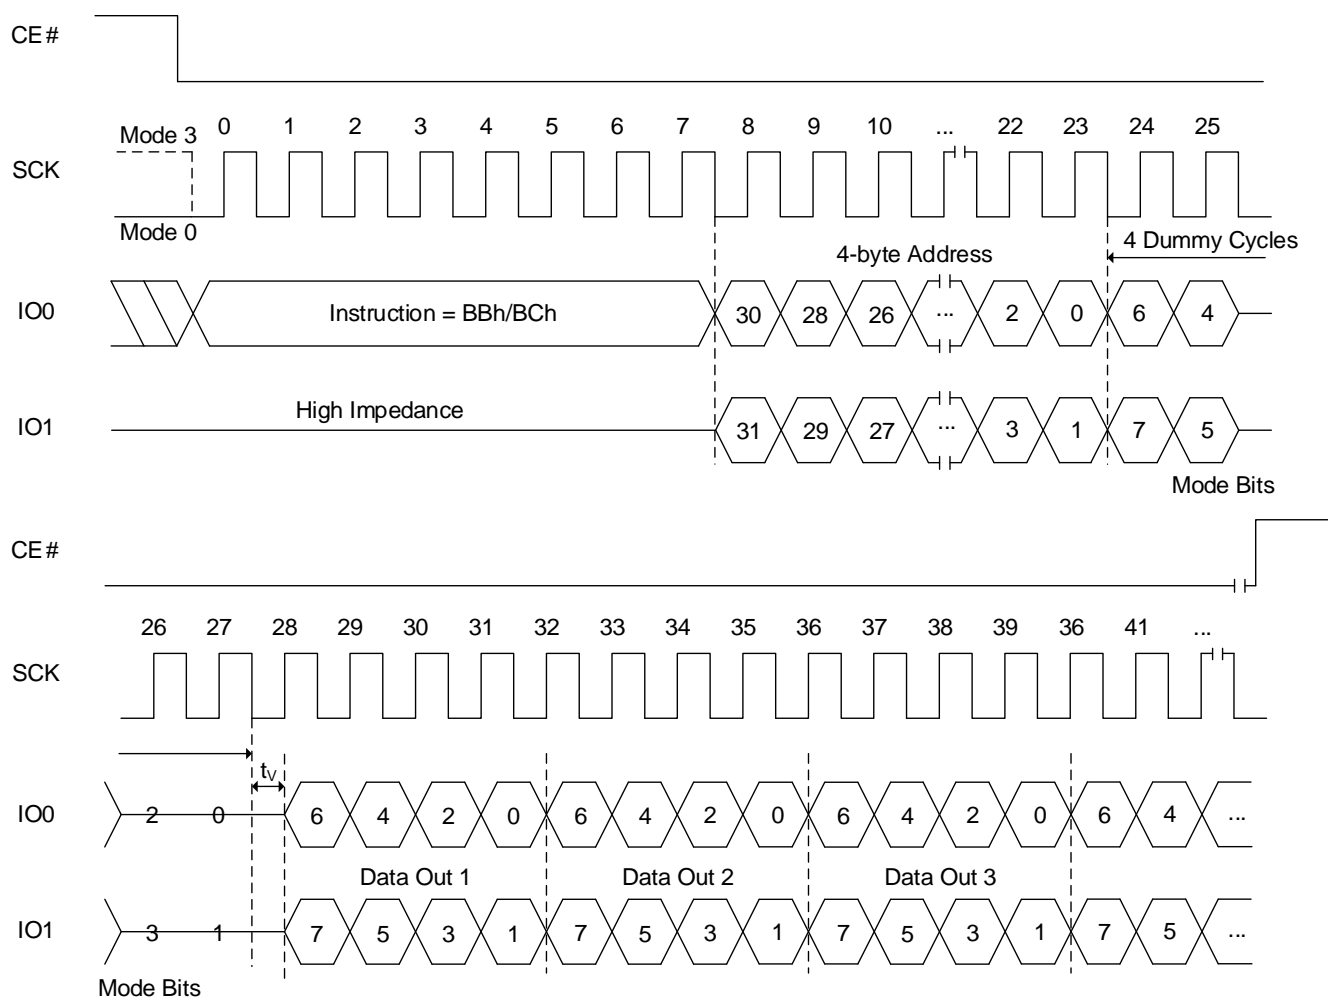 CE#
Mode 3 0 1 2 3 4 5 6 7 8 9 10 ... 22 23 24 25
SCK
Mode 0
4-byte Address 4 Dummy Cycles
IO0 Instruction = BBh/BCh 30 28 26 ... 2 0 6 4
High Impedance
IO1 31 29 27 ... 3 1 7 5
Mode Bits
CE#
26 27 28 29 30 31 32 33 34 35 36 37 38 39 36 41 ...
SCK
tV
IO0 2 0 6 4 2 0 6 4 2 0 6 4 2 0 6 4 ...
Data Out 1 Data Out 2 Data Out 3
IO1 3 1 7 5 3 1 7 5 3 1 7 5 3 1 7 5 ...
Mode Bits